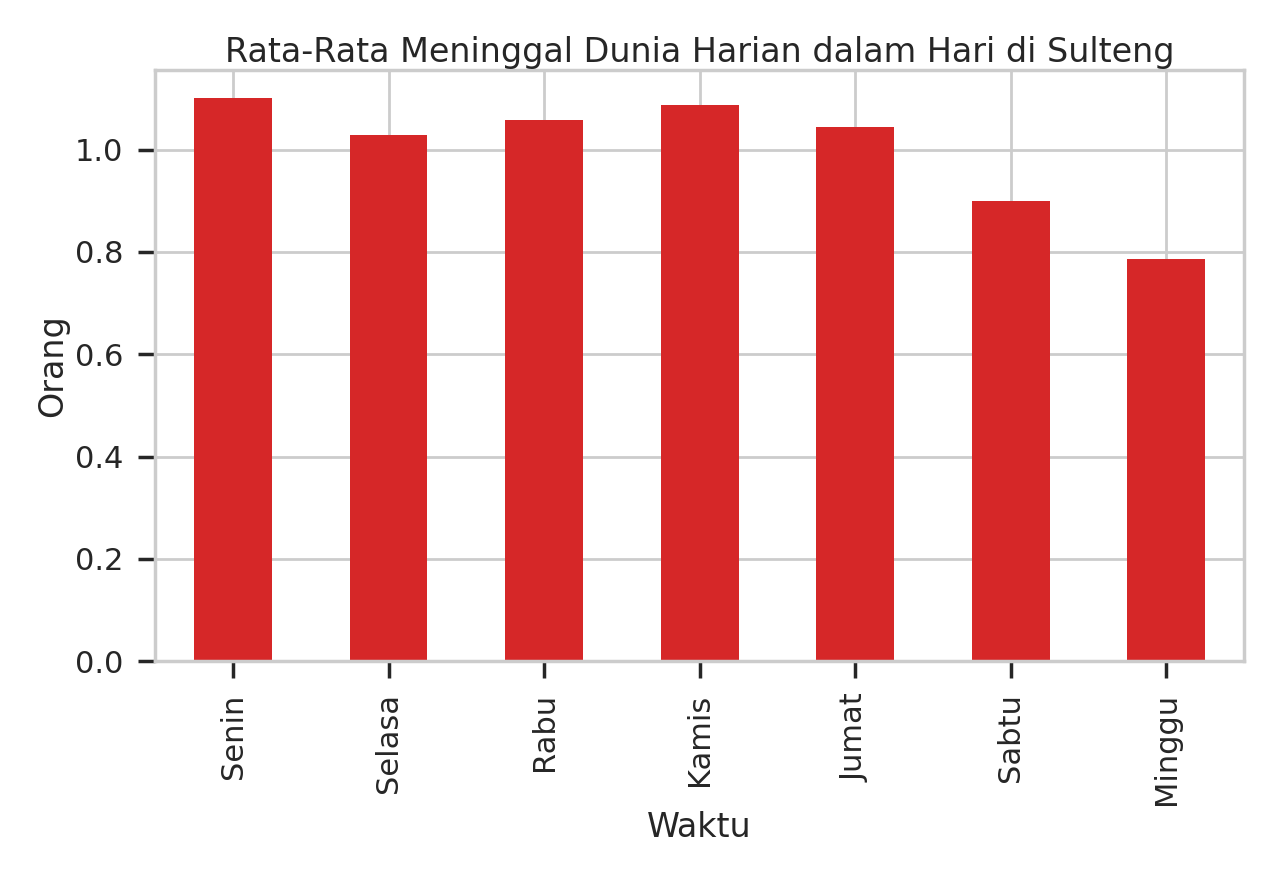 Rata-Rata Meninggal Dunia Harian dalam Hari di Sulteng
1.0
0.8
0.6
0.4
0.2
0.0
Orang
Senin
Selasa
Rabu
Kamis
Jumat
Sabtu
Minggu
Waktu